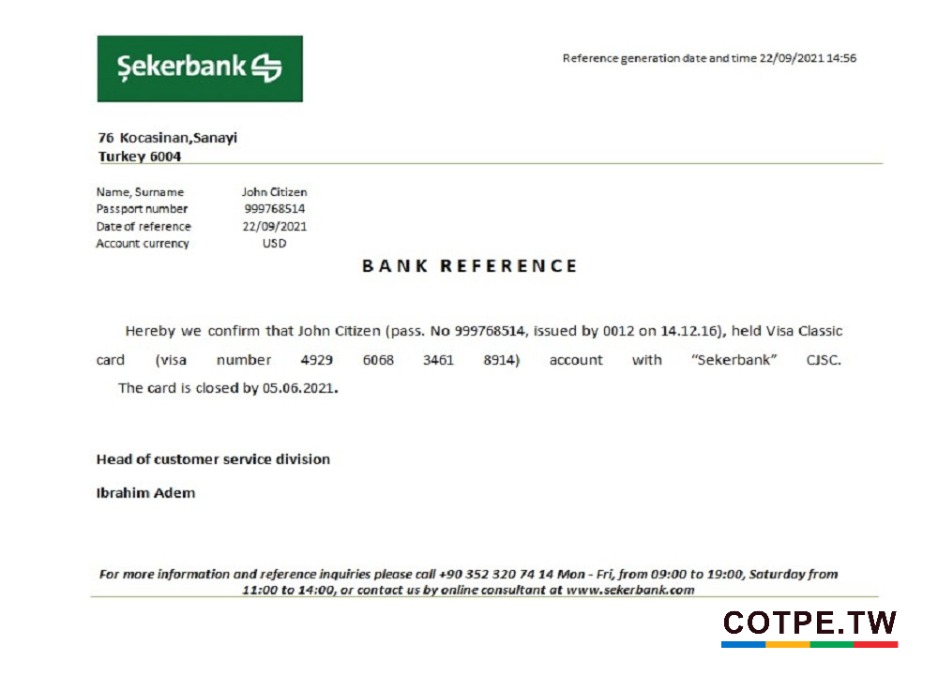 Şekerbank
Reference generation date and time 22/09/2021 14:56
76 Kocasinan,Sanayi
Turkey 6004
Name, Surname John Citizen
Passport number 999768514
Date of reference 22/09/2021
Account currency USD
BANK REFERENCE
Hereby we confirm that John Citizen (pass. No 999768514, issued by 0012 on 14.12.16), held Visa Classic
card (visa number 4929 6068 3461 8914) account with "Sekerbank" CJSC.
The card is closed by 05.06.2021.
Head of customer service division
Ibrahim Adem
For more information and reference inquiries please call +90 352 320 74 14 Mon - Fri, from 09:00 to 19:00, Saturday from
11:00 to 14:00, or contact us by online consultant at www.sekerbank.com
COTPE.TW